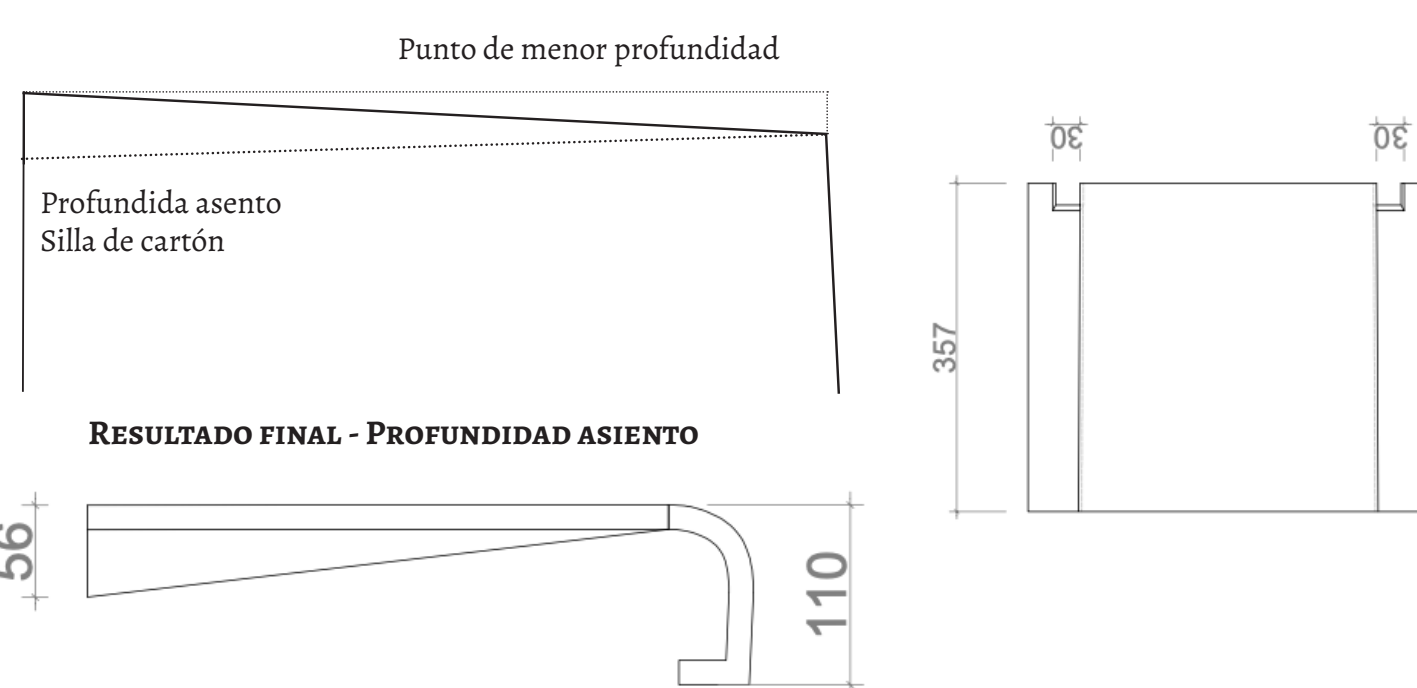 Punto de menor profundidad
Profundida asento
Silla de cartón
RESULTADO FINAL - PROFUNDIDAD ASIENTO
56
110
357
30
30